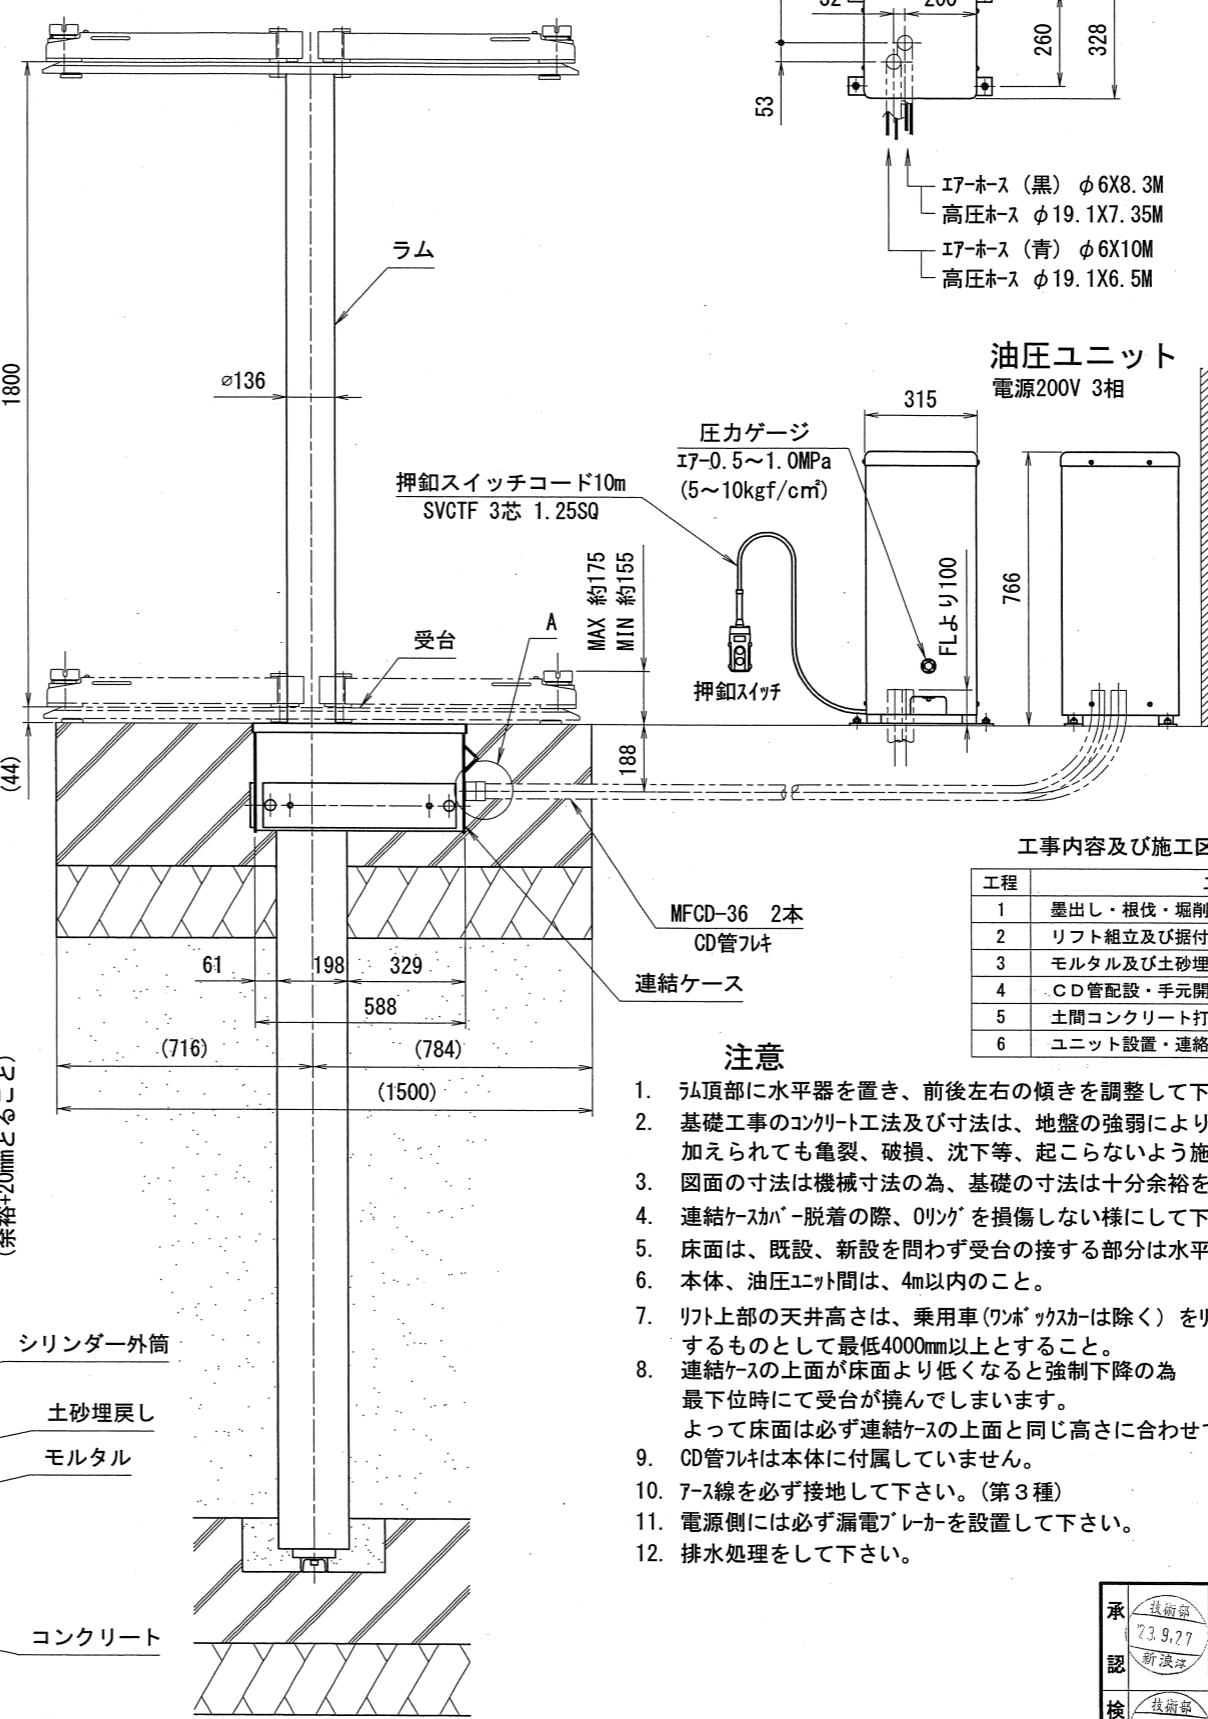 52
200
260
328
53
エアーホース（黒）φ6X8.3M
高圧ホース φ19.1X7.35M
エアーホース（青）φ6X10M
高圧ホース φ19.1X6.5M
ラム
1800
⌀136
油圧ユニット
電源200V 3相
315
圧力ゲージ
エアー0.5～1.0MPa
(5～10kgf/c㎡)
押釦スイッチコード10m
SVCTF 3芯 1.25SQ
MAX 約175
MIN 約155
FLより100
766
A
受台
押釦スイッチ
(44)
188
工事内容及び施工区
工程
1 墨出し・根伐・堀削
2 リフト組立及び据付
3 モルタル及び土砂埋
4 ＣＤ管配設・手元開
5 土間コンクリート打
6 ユニット設置・連絡
MFCD-36 2本
CD管フレキ
連結ケース
61
198
329
588
(716)
(784)
(1500)
(余裕+20mmとること)
注意
1. ラム頂部に水平器を置き、前後左右の傾きを調整して下
2. 基礎工事のコンクリート工法及び寸法は、地盤の強弱により
加えられても亀裂、破損、沈下等、起こらないよう施
3. 図面の寸法は機械寸法の為、基礎の寸法は十分余裕を
4. 連結ケースカバー脱着の際、Oリングを損傷しない様にして下
5. 床面は、既設、新設を問わず受台の接する部分は水平
6. 本体、油圧ユニット間は、4m以内のこと。
7. リフト上部の天井高さは、乗用車(ワンボックスカーは除く）をリ
するものとして最低4000mm以上とすること。
8. 連結ケースの上面が床面より低くなると強制下降の為
最下位時にて受台が撓んでしまいます。
よって床面は必ず連結ケースの上面と同じ高さに合わせて
9. CD管フレキは本体に付属していません。
10. アース線を必ず接地して下さい。(第３種)
11. 電源側には必ず漏電ブレーカーを設置して下さい。
12. 排水処理をして下さい。
シリンダー外筒
土砂埋戻し
モルタル
コンクリート
承認
技術部
'23.9.27
検
技術部